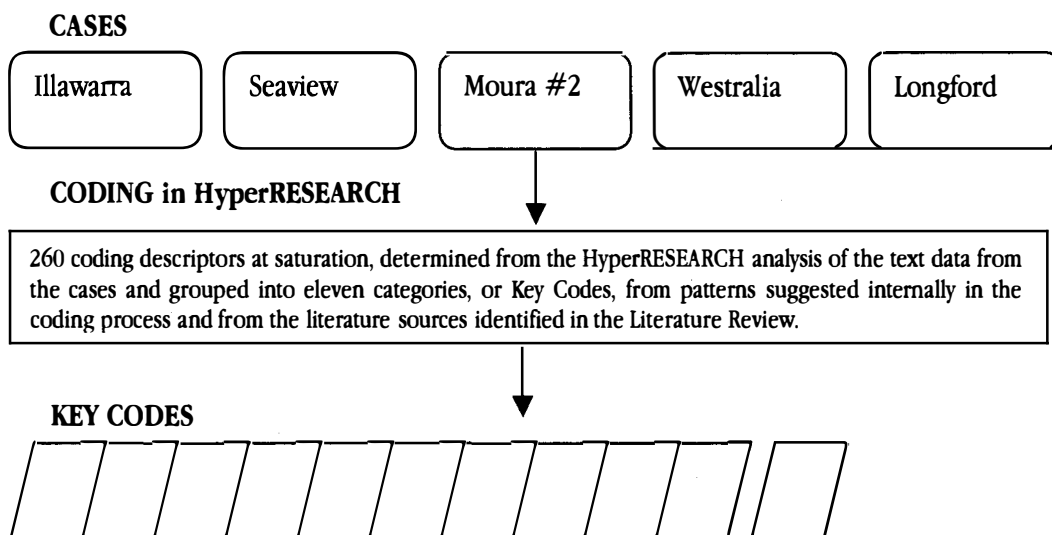 CASES
Illawarra Seaview Moura #2 Westralia Longford
CODING in HyperRESEARCH
260 coding descriptors at saturation, determined from the HyperRESEARCH analysis of the text data from
the cases and grouped into eleven categories, or Key Codes, from patterns suggested internally in the
coding process and from the literature sources identified in the Literature Review.
KEY CODES